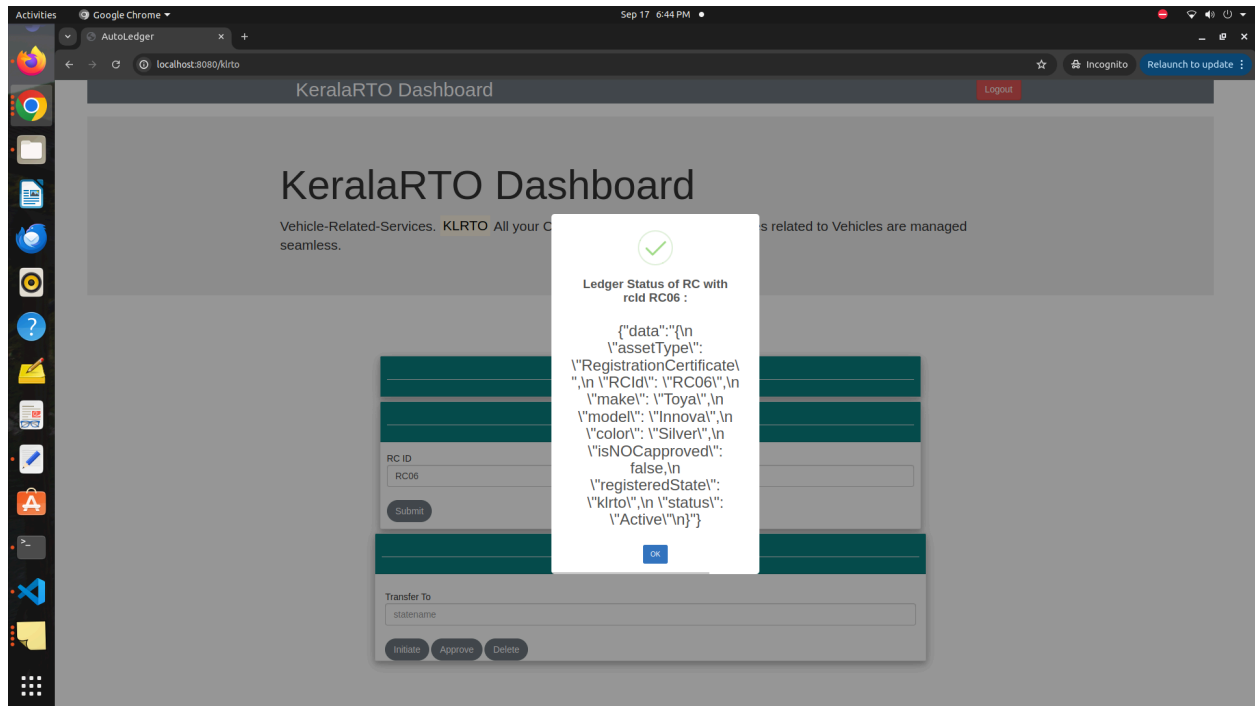 Activities
Google Chrome
Sep 17 6:44 PM
AutoLedger
localhost:8080/klrto
Incognito
Relaunch to update
KeralaRTO Dashboard
Logout
KeralaRTO Dashboard
Vehicle-Related-Services. KLRTO All your C
s related to Vehicles are managed
seamless.
Ledger Status of RC with
rcId RC06 :
{"data":"{\n
\"assetType\":
\"RegistrationCertificate\
",\n \"RCId\": \"RC06\",\n
\"make\": \"Toya\",\n
\"model\": \"Innova\",\n
\"color\": \"Silver\",\n
\"isNOCapproved\":
false,\n
\"registeredState\":
\"klrto\",\n \"status\":
\"Active\"\n}"}
OK
RC ID
RC06
Submit
Transfer To
statename
Initiate
Approve
Delete